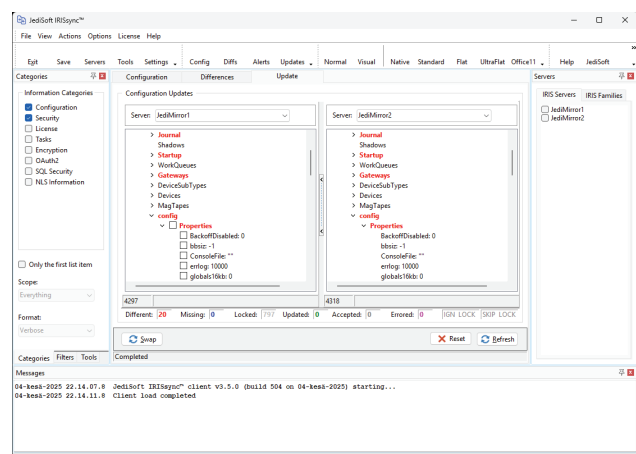 JediSoft IRISsync™
File View Actions Options License Help
Exit Save Servers Tools Settings Config Diffs Alerts Updates Normal Visual Native Standard Flat UltraFlat Office11 Help JediSoft
Categories
Information Categories
Configuration
Security
License
Tasks
Encryption
OAuth2
SQL Security
NLS Information
Only the first list item
Scope:
Everything
Format:
Verbose
Categories Filters Tools
Configuration Differences Update
Configuration Updates
Server: JediMirror1
Journal
Shadows
Startup
WorkQueues
Gateways
DeviceSubTypes
Devices
MagTapes
config
Properties
BackoffDisabled: 0
bbsiz: -1
ConsoleFile: ""
errlog: 10000
globals16kb: 0
4297
Server: JediMirror2
Journal
Shadows
Startup
WorkQueues
Gateways
DeviceSubTypes
Devices
MagTapes
config
Properties
BackoffDisabled: 0
bbsiz: -1
ConsoleFile: ""
errlog: 10000
globals16kb: 0
4318
Different: 20 Missing: 0 Locked: 797 Updated: 0 Accepted: 0 Errored: 0 IGN LOCK SKIP LOCK
Swap Reset Refresh
Completed
Servers
IRIS Servers IRIS Families
JediMirror1
JediMirror2
Messages
04-kesä-2025 22.14.07.8 JediSoft IRISsync™ client v3.5.0 (build 504 on 04-kesä-2025) starting...
04-kesä-2025 22.14.11.8 Client load completed